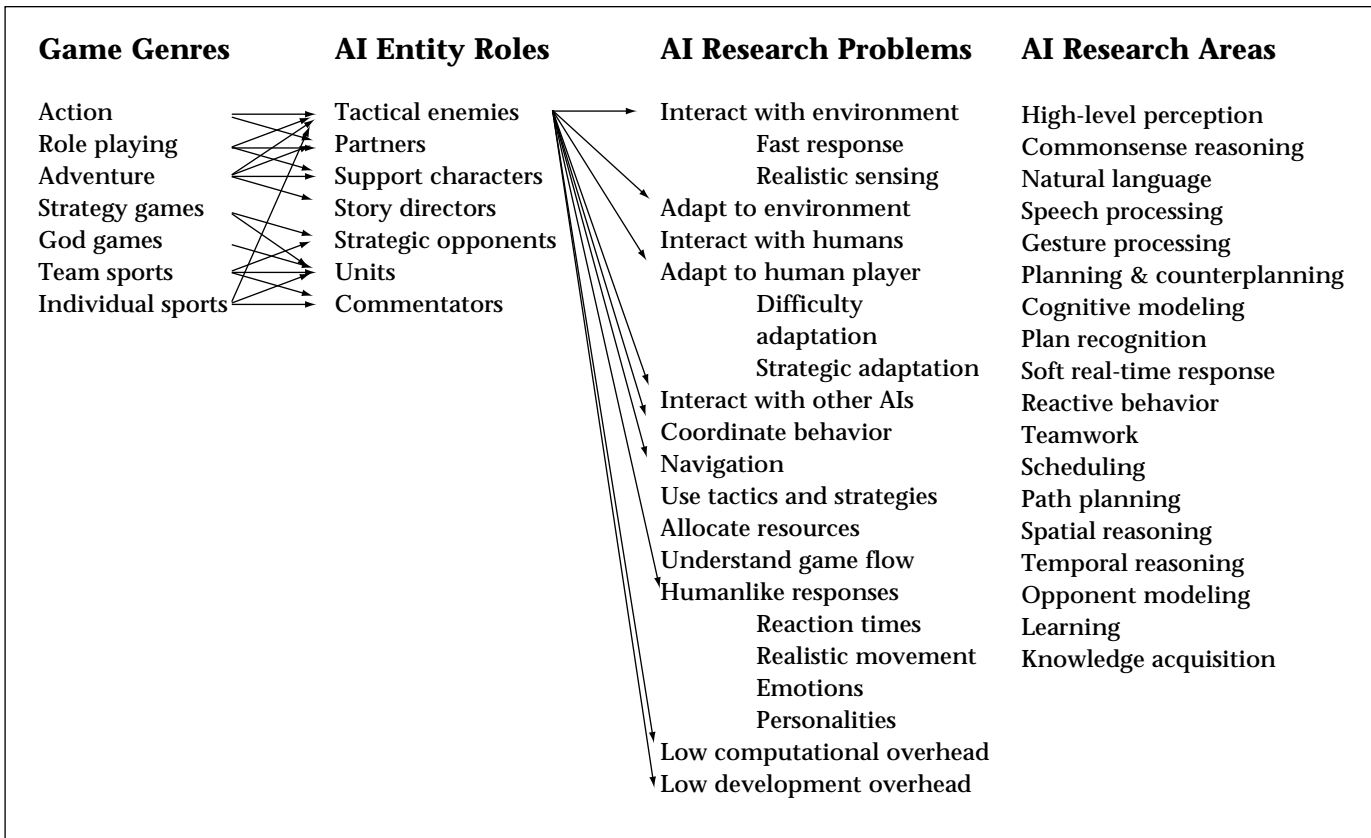 Game Genres
Action
Role playing
Adventure
Strategy games
God games
Team sports
Individual sports
AI Entity Roles
Tactical enemies
Partners
Support characters
Story directors
Strategic opponents
Units
Commentators
AI Research Problems
Interact with environment
Fast response
Realistic sensing
Adapt to environment
Interact with humans
Adapt to human player
Difficulty
adaptation
Strategic adaptation
Interact with other AIs
Coordinate behavior
Navigation
Use tactics and strategies
Allocate resources
Understand game flow
Humanlike responses
Reaction times
Realistic movement
Emotions
Personalities
Low computational overhead
Low development overhead
AI Research Areas
High-level perception
Commonsense reasoning
Natural language
Speech processing
Gesture processing
Planning & counterplanning
Cognitive modeling
Plan recognition
Soft real-time response
Reactive behavior
Teamwork
Scheduling
Path planning
Spatial reasoning
Temporal reasoning
Opponent modeling
Learning
Knowledge acquisition